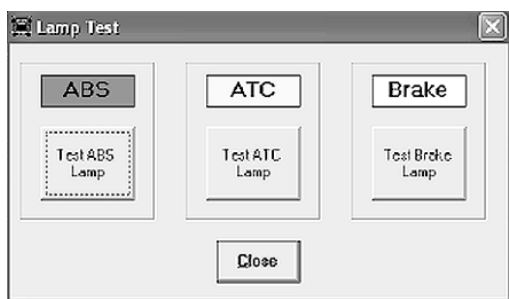 Lamp Test
ABS
ATC
Brake
Test ABS
Lamp
Test ATC
Lamp
Test Brake
Lamp
Close